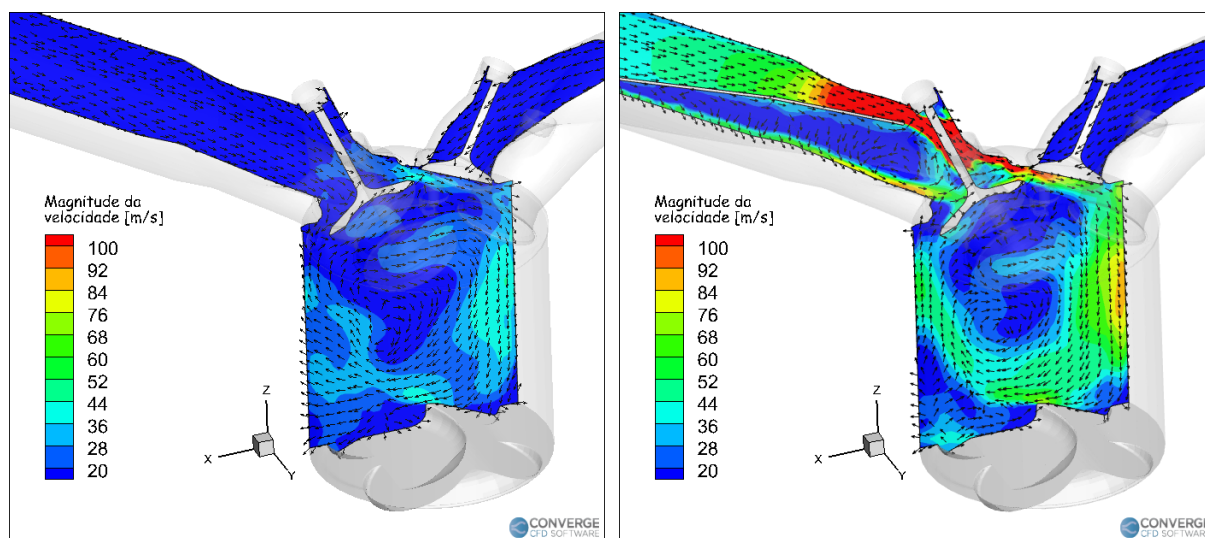 Magnitude da
velocidade [m/s]
100
92
84
76
68
60
52
44
36
28
20
Z
X
Y
CONVERGE
CFD SOFTWARE
Magnitude da
velocidade [m/s]
100
92
84
76
68
60
52
44
36
28
20
Z
X
Y
CONVERGE
CFD SOFTWARE